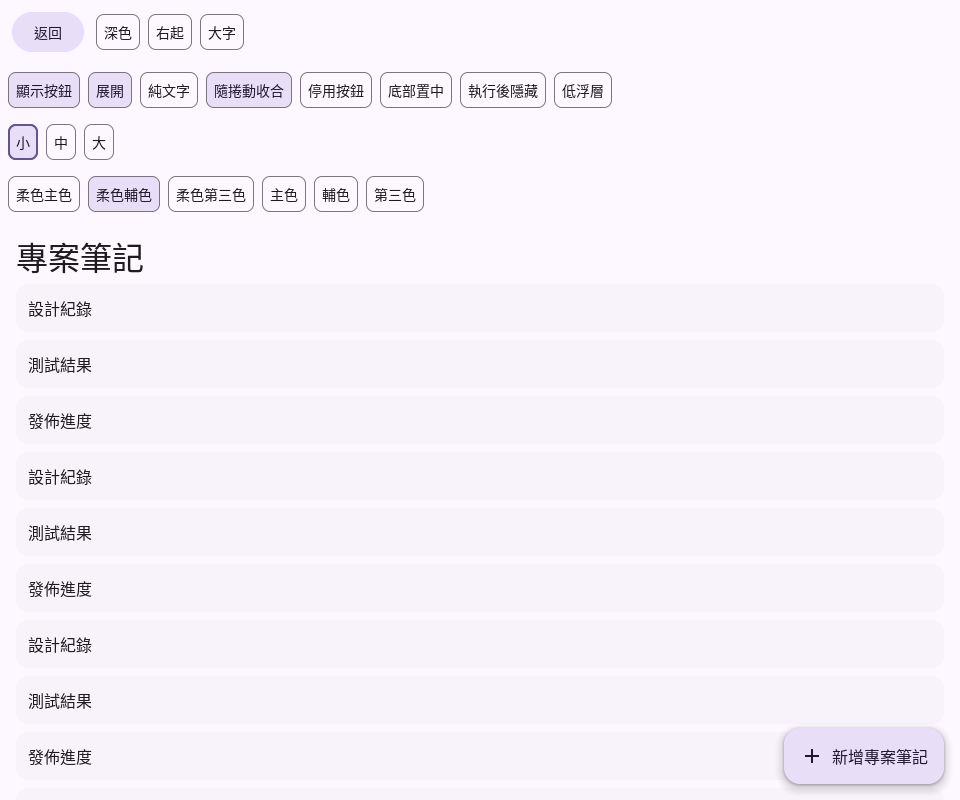 返回 深色 右起 大字
顯示按鈕 展開 純文字 隨捲動收合 停用按鈕 底部置中 執行後隱藏 低浮層
小 中 大
柔色主色 柔色輔色 柔色第三色 主色 輔色 第三色
專案筆記
設計紀錄
測試結果
發佈進度
設計紀錄
測試結果
發佈進度
設計紀錄
測試結果
發佈進度
新增專案筆記